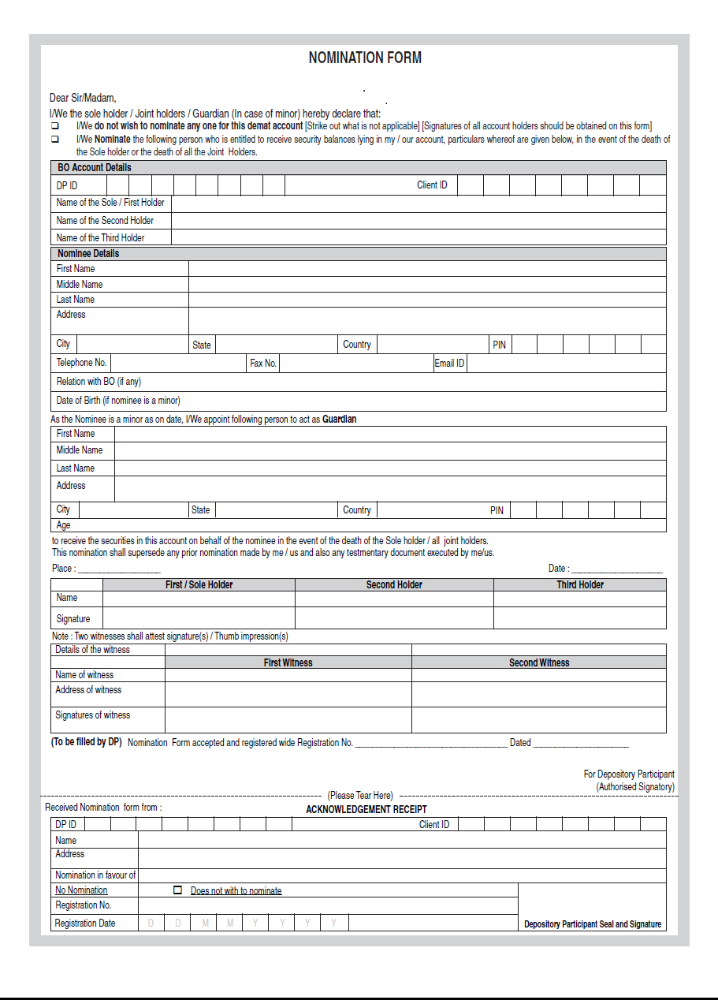 NOMINATION FORM
Dear Sir/Madam,
I/We the sole holder / Joint holders / Guardian (In case of minor) hereby declare that:
I/We do not wish to nominate any one for this demat account [Strike out what is not applicable] [Signatures of all account holders should be obtained on this form]
I/We Nominate the following person who is entitled to receive security balances lying in my / our account, particulars whereof are given below, in the event of the death of
the Sole holder or the death of all the Joint Holders.
BO Account Details
DP ID Client ID
Name of the Sole / First Holder
Name of the Second Holder
Name of the Third Holder
Nominee Details
First Name
Middle Name
Last Name
Address
City State Country PIN
Telephone No. Fax No. Email ID
Relation with BO (if any)
Date of Birth (if nominee is a minor)
As the Nominee is a minor as on date, I/We appoint following person to act as Guardian
First Name
Middle Name
Last Name
Address
City State Country PIN
Age
to receive the securities in this account on behalf of the nominee in the event of the death of the Sole holder / all joint holders.
This nomination shall supersede any prior nomination made by me / us and also any testmentary document executed by me/us.
Place : __________________ Date : ____________________
First / Sole Holder Second Holder Third Holder
Name
Signature
Note : Two witnesses shall attest signature(s) / Thumb impression(s)
Details of the witness
First Witness Second Witness
Name of witness
Address of witness
Signatures of witness
(To be filled by DP) Nomination Form accepted and registered wide Registration No. ________________________________ Dated ____________________
For Depository Participant
(Authorised Signatory)
(Please Tear Here)
Received Nomination form from :
ACKNOWLEDGEMENT RECEIPT
DP ID Client ID
Name
Address
Nomination in favour of
No Nomination Does not with to nominate
Registration No.
Registration Date D D M M Y Y Y Y
Depository Participant Seal and Signature